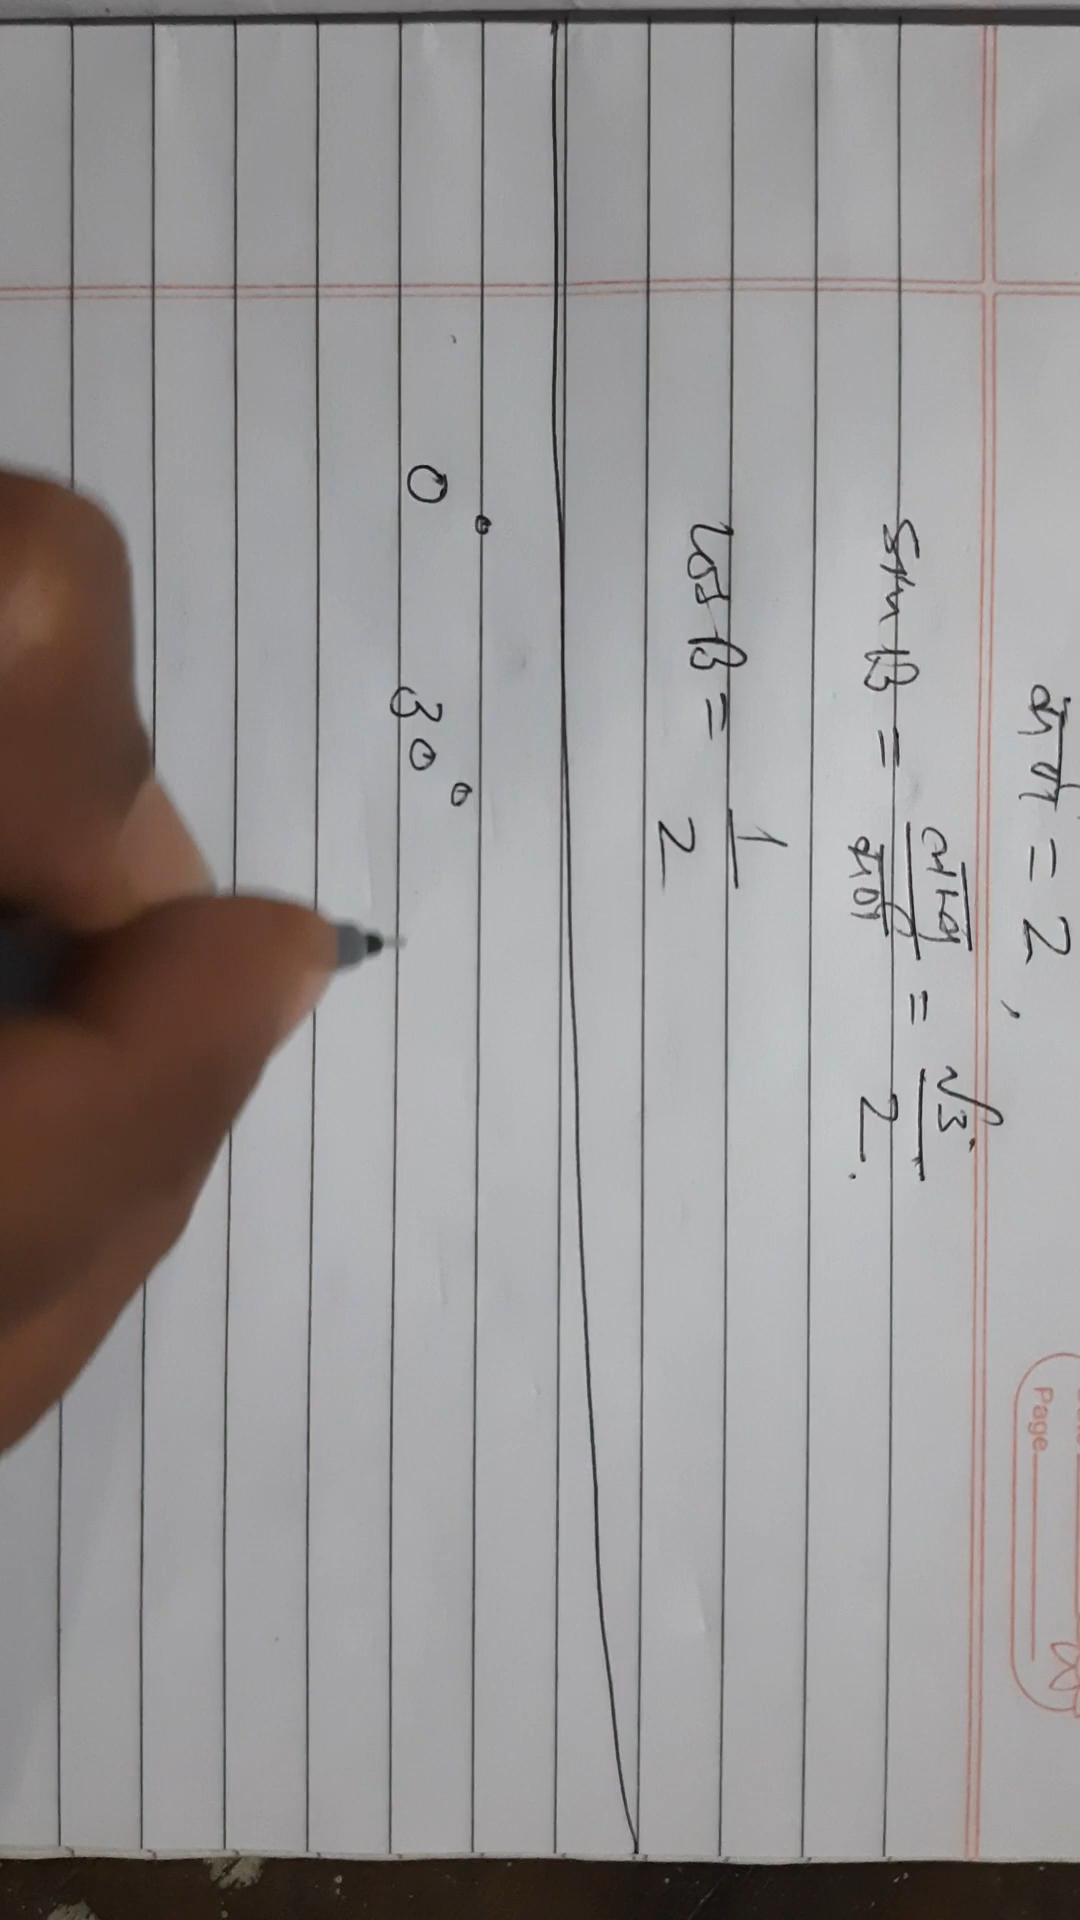 कर्ण = 2,
Sin B = लम्ब/कर्ण = √3/2.
cos B = 1/2
0° 30°
Page